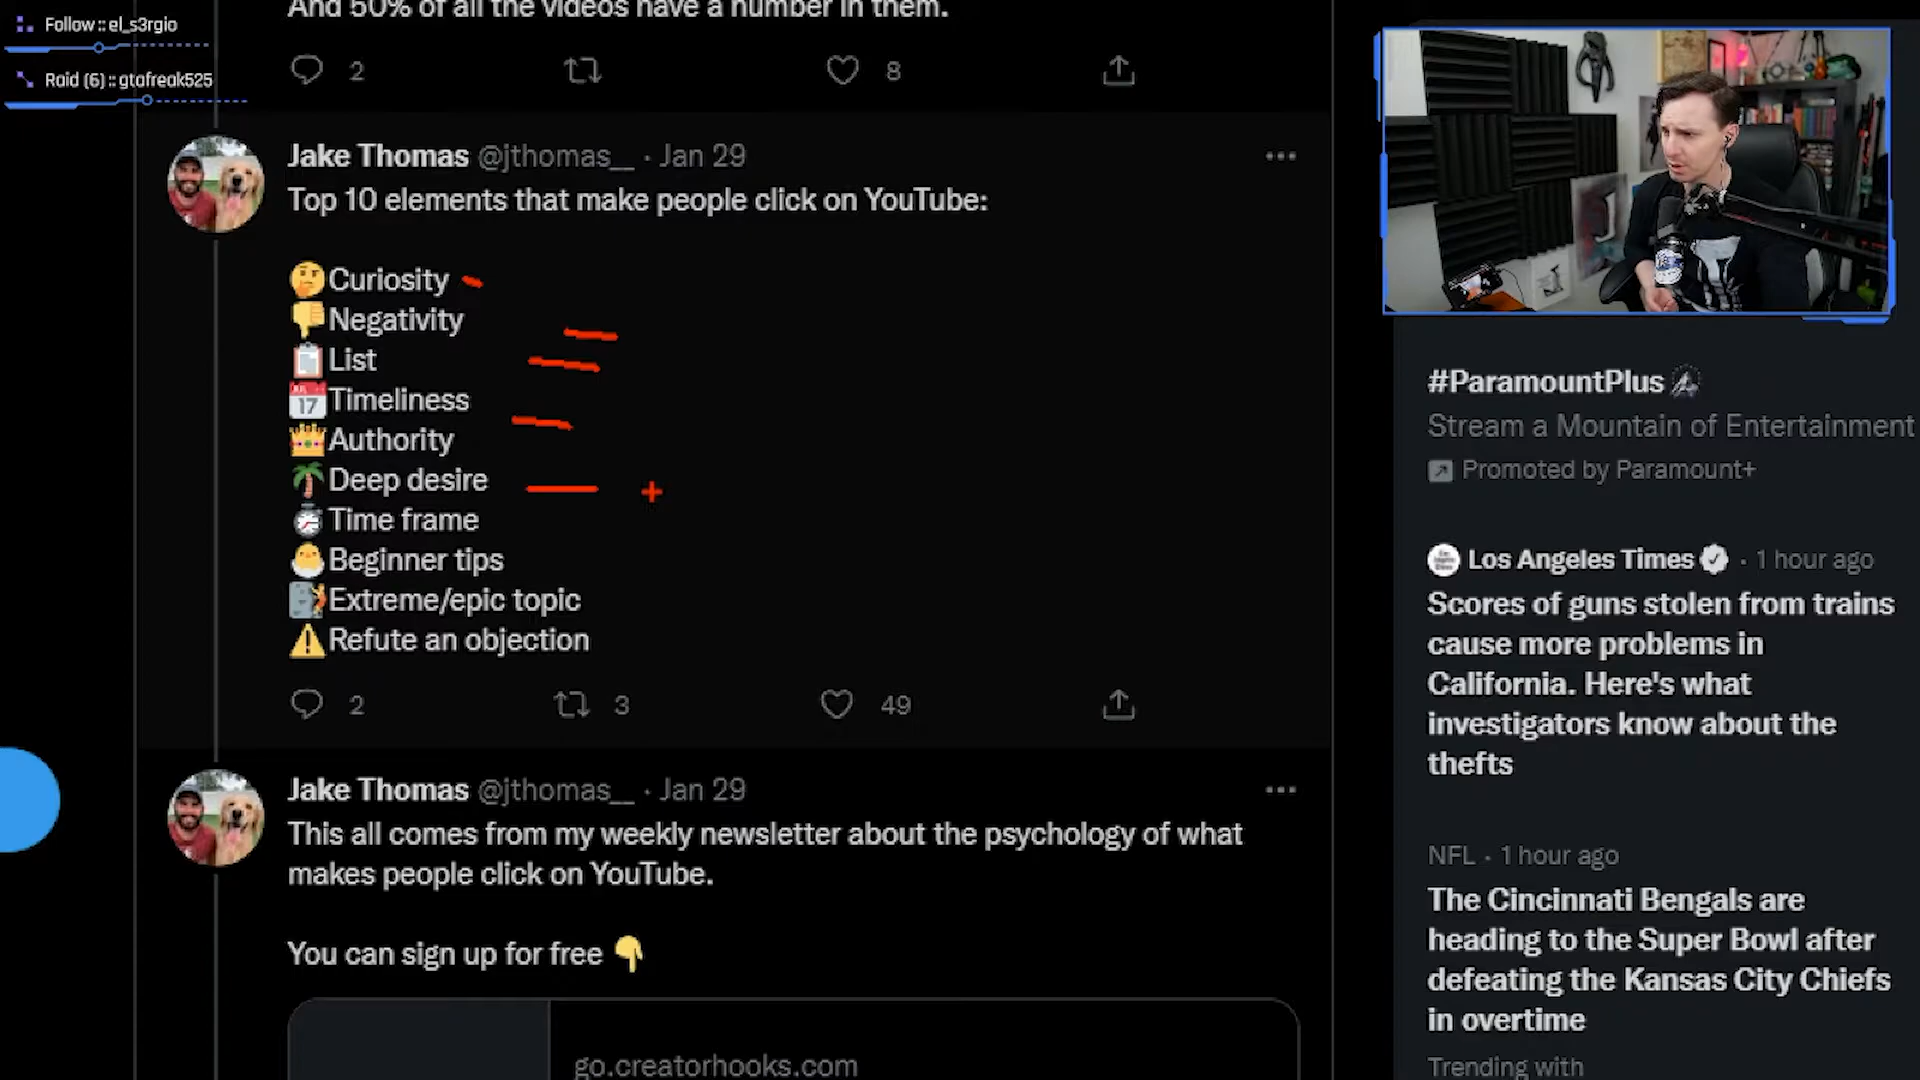 Follow :: el_s3rgio
Raid (6) :: gtafreak525
And 50% of all the videos have a number in them.
2
8
Jake Thomas @jthomas__ · Jan 29
Top 10 elements that make people click on YouTube:
🤔Curiosity
👎Negativity
📋List
📅Timeliness
👑Authority
🌴Deep desire
⏱Time frame
🐣Beginner tips
🧗Extreme/epic topic
⚠️Refute an objection
2
3
49
Jake Thomas @jthomas__ · Jan 29
This all comes from my weekly newsletter about the psychology of what
makes people click on YouTube.
You can sign up for free 👇
go.creatorhooks.com
#ParamountPlus
Stream a Mountain of Entertainment
Promoted by Paramount+
Los Angeles Times · 1 hour ago
Scores of guns stolen from trains
cause more problems in
California. Here's what
investigators know about the
thefts
NFL · 1 hour ago
The Cincinnati Bengals are
heading to the Super Bowl after
defeating the Kansas City Chiefs
in overtime
Trending with